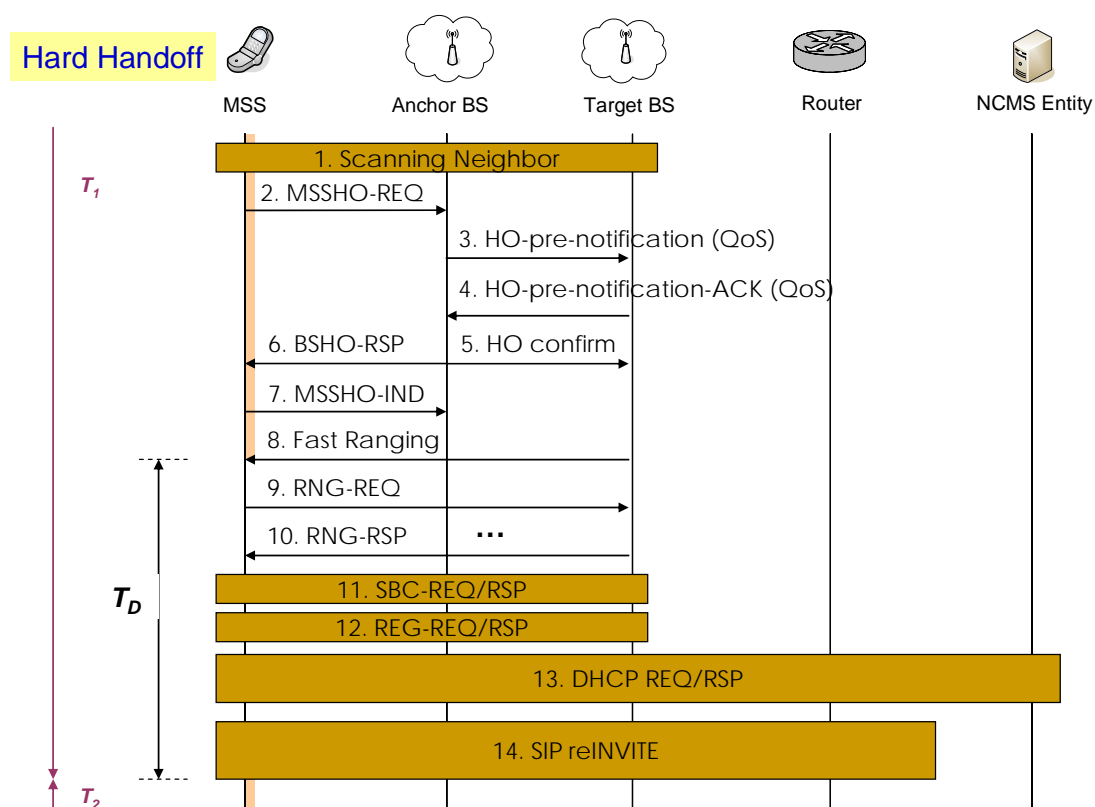 Hard Handoff
MSS
Anchor BS
Target BS
Router
NCMS Entity
T1
1. Scanning Neighbor
2. MSSHO-REQ
3. HO-pre-notification (QoS)
4. HO-pre-notification-ACK (QoS)
6. BSHO-RSP
5. HO confirm
7. MSSHO-IND
8. Fast Ranging
9. RNG-REQ
10. RNG-RSP
...
TD
11. SBC-REQ/RSP
12. REG-REQ/RSP
13. DHCP REQ/RSP
14. SIP reINVITE
T2